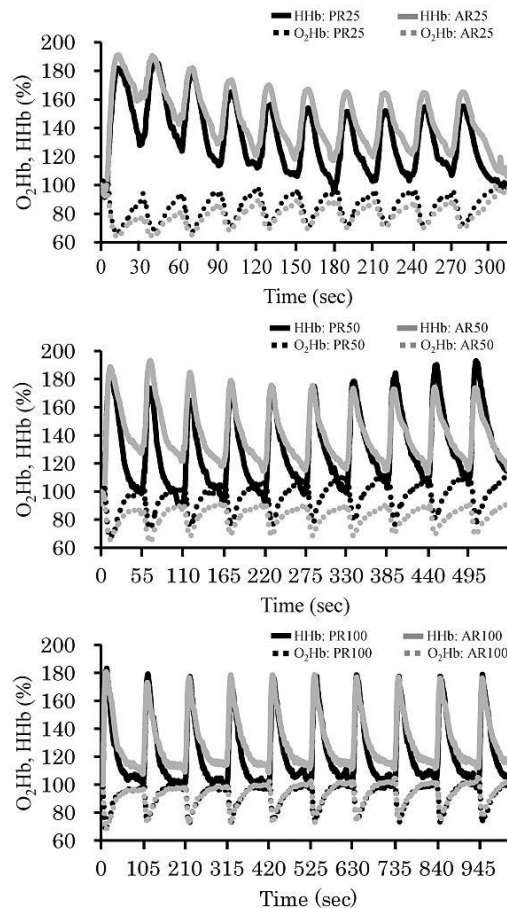 HHb: PR25 HHb: AR25
O₂Hb: PR25 O₂Hb: AR25
O₂Hb, HHb (%)
200
180
160
140
120
100
80
60
0 30 60 90 120 150 180 210 240 270 300
Time (sec)
HHb: PR50 HHb: AR50
O₂Hb: PR50 O₂Hb: AR50
O₂Hb, HHb (%)
200
180
160
140
120
100
80
60
0 55 110 165 220 275 330 385 440 495
Time (sec)
HHb: PR100 HHb: AR100
O₂Hb: PR100 O₂Hb: AR100
O₂Hb, HHb (%)
200
180
160
140
120
100
80
60
0 105 210 315 420 525 630 735 840 945
Time (sec)